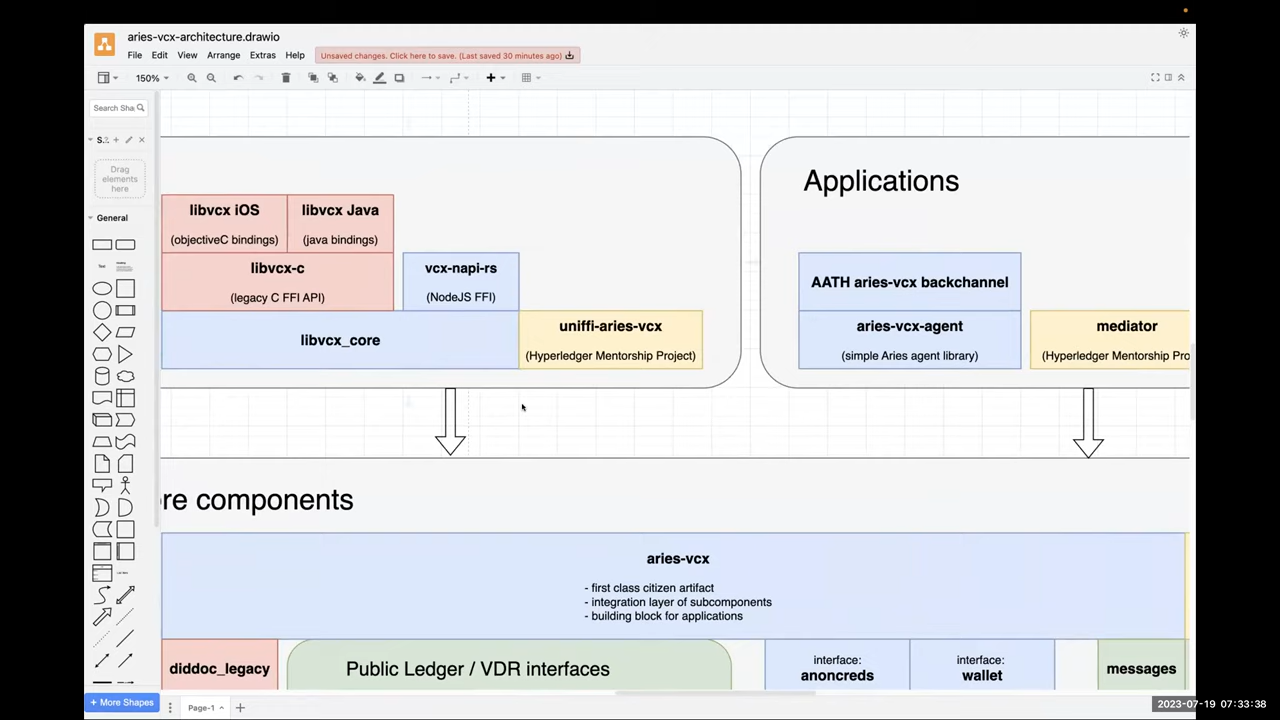 aries-vcx-architecture.drawio
File Edit View Arrange Extras Help
Unsaved changes. Click here to save. (Last saved 30 minutes ago)
150%
Search Sha
Drag
elements
here
General
Applications
libvcx iOS
(objectiveC bindings)
libvcx Java
(java bindings)
libvcx-c
(legacy C FFI API)
vcx-napi-rs
(NodeJS FFI)
libvcx_core
uniffi-aries-vcx
(Hyperledger Mentorship Project)
AATH aries-vcx backchannel
aries-vcx-agent
(simple Aries agent library)
mediator
(Hyperledger Mentorship Pro
re components
aries-vcx
- first class citizen artifact
- integration layer of subcomponents
- building block for applications
diddoc_legacy
Public Ledger / VDR interfaces
interface:
anoncreds
interface:
wallet
messages
+ More Shapes
Page-1
2023-07-19 07:33:38